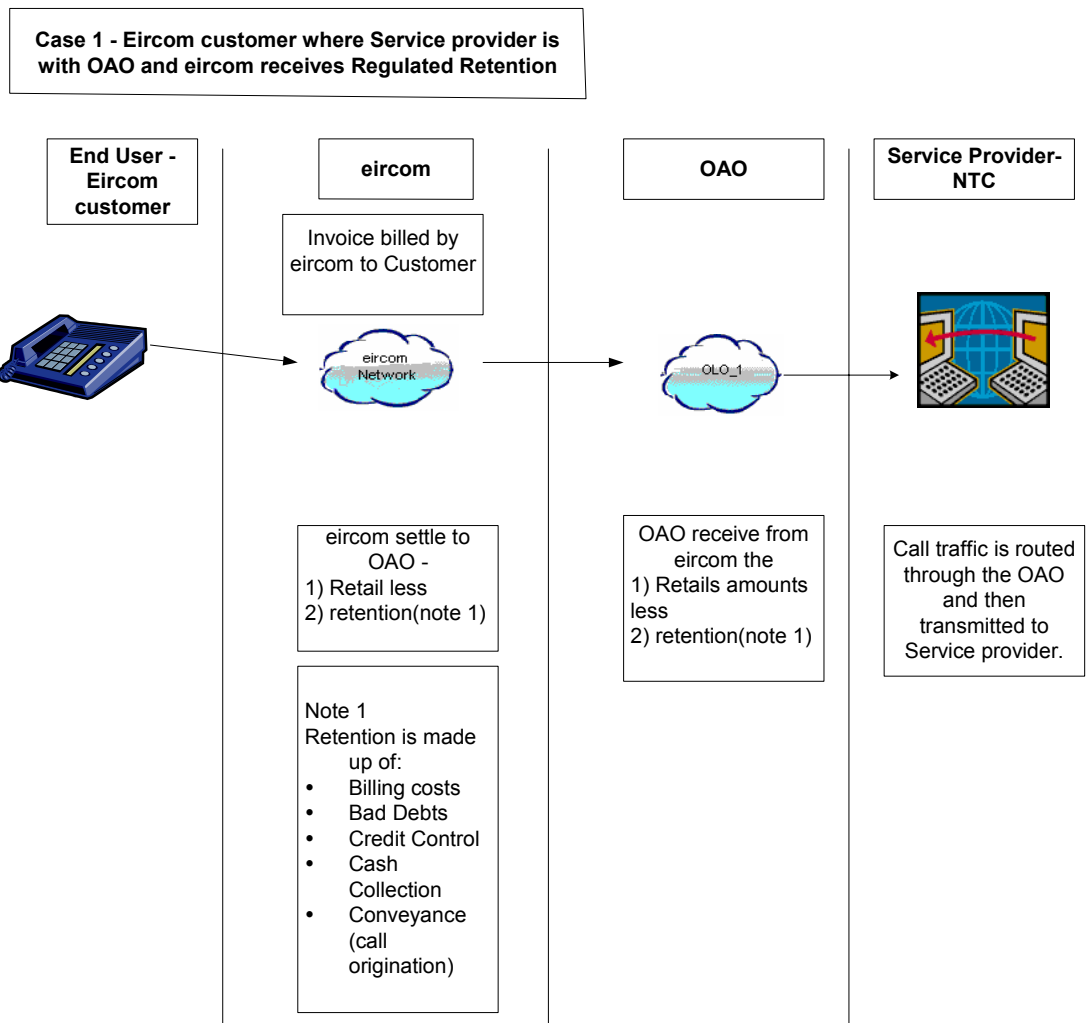 Case 1 - Eircom customer where Service provider is
with OAO and eircom receives Regulated Retention
End User -
Eircom
customer
eircom
OAO
Service Provider-
NTC
Invoice billed by
eircom to Customer
eircom
Network
OLO_1
eircom settle to
OAO -
1) Retail less
2) retention(note 1)
OAO receive from
eircom the
1) Retails amounts
less
2) retention(note 1)
Call traffic is routed
through the OAO
and then
transmitted to
Service provider.
Note 1
Retention is made
up of:
• Billing costs
• Bad Debts
• Credit Control
• Cash
Collection
• Conveyance
(call
origination)